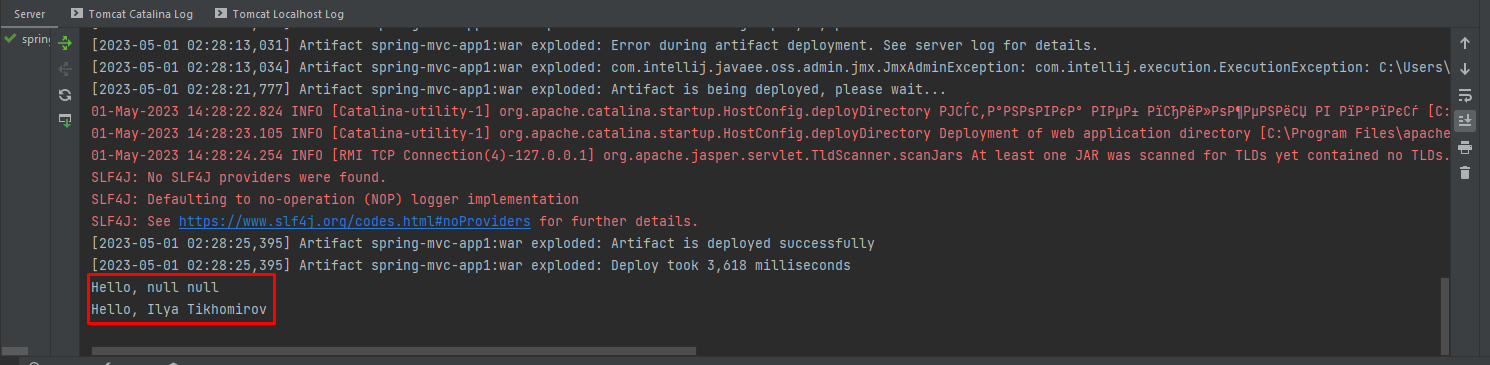 Server Tomcat Catalina Log Tomcat Localhost Log
spring
[2023-05-01 02:28:13,031] Artifact spring-mvc-app1:war exploded: Error during artifact deployment. See server log for details.
[2023-05-01 02:28:13,034] Artifact spring-mvc-app1:war exploded: com.intellij.javaee.oss.admin.jmx.JmxAdminException: com.intellij.execution.ExecutionException: C:\Users\
[2023-05-01 02:28:21,777] Artifact spring-mvc-app1:war exploded: Artifact is being deployed, please wait...
01-May-2023 14:28:22.824 INFO [Catalina-utility-1] org.apache.catalina.startup.HostConfig.deployDirectory [C:
01-May-2023 14:28:23.105 INFO [Catalina-utility-1] org.apache.catalina.startup.HostConfig.deployDirectory Deployment of web application directory [C:\Program Files\apache
01-May-2023 14:28:24.254 INFO [RMI TCP Connection(4)-127.0.0.1] org.apache.jasper.servlet.TldScanner.scanJars At least one JAR was scanned for TLDs yet contained no TLDs.
SLF4J: No SLF4J providers were found.
SLF4J: Defaulting to no-operation (NOP) logger implementation
SLF4J: See https://www.slf4j.org/codes.html#noProviders for further details.
[2023-05-01 02:28:25,395] Artifact spring-mvc-app1:war exploded: Artifact is deployed successfully
[2023-05-01 02:28:25,395] Artifact spring-mvc-app1:war exploded: Deploy took 3,618 milliseconds
Hello, null null
Hello, Ilya Tikhomirov